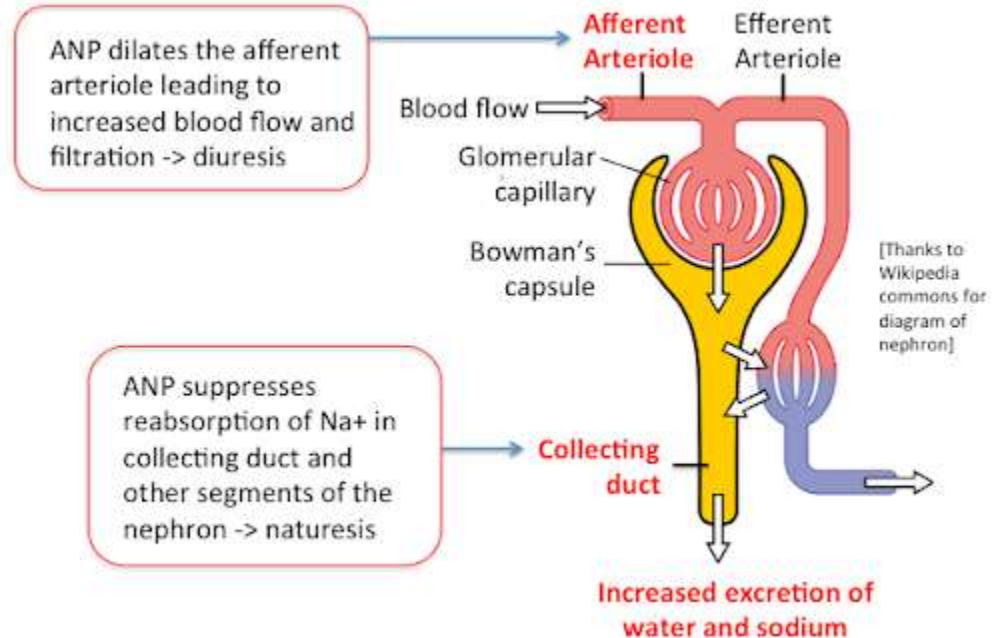 ANP dilates the afferent
arteriole leading to
increased blood flow and
filtration -> diuresis
Afferent
Arteriole
Efferent
Arteriole
Blood flow
Glomerular
capillary
Bowman's
capsule
[Thanks to
Wikipedia
commons for
diagram of
nephron]
ANP suppresses
reabsorption of Na+ in
collecting duct and
other segments of the
nephron -> naturesis
Collecting
duct
Increased excretion of
water and sodium